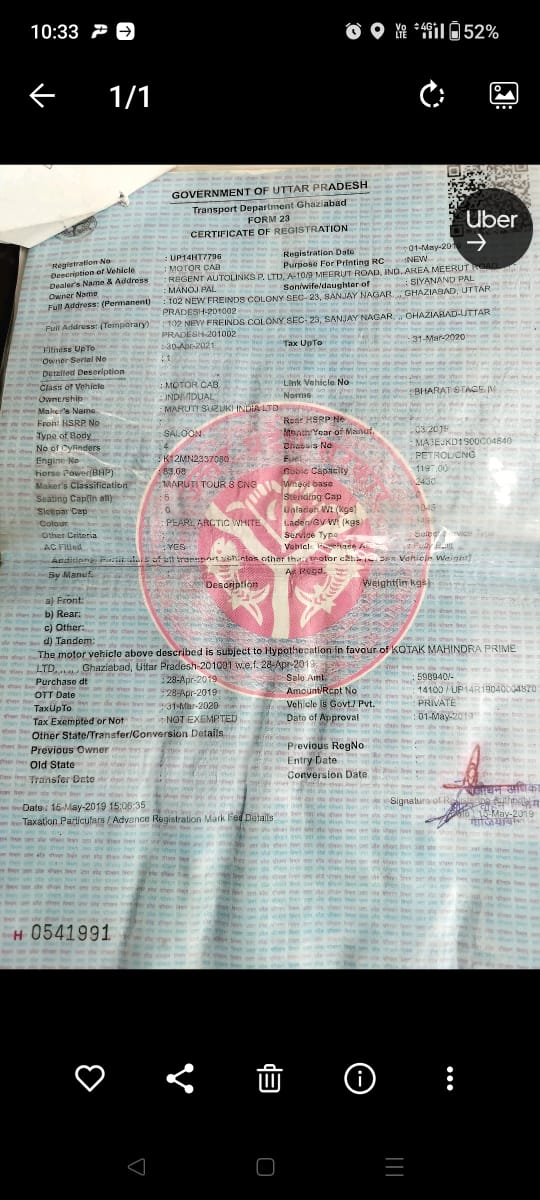 10:33
Vo LTE 4G 52%
1/1
Uber
GOVERNMENT OF UTTAR PRADESH
Transport Department Ghaziabad
FORM 23
CERTIFICATE OF REGISTRATION
Registration No : UP14HT7796 Registration Date : 01-May-2019
Description of Vehicle : MOTOR CAB Purpose For Printing RC :NEW
Dealer's Name & Address : REGENT AUTOLINKS P. LTD, A-10/9 MEERUT ROAD, IND. AREA MEERUT ROAD,
Owner Name : MANOJ PAL Son/wife/daughter of : SIYANAND PAL
Full Address: (Permanent) : 102 NEW FREINDS COLONY SEC- 23, SANJAY NAGAR, ,, GHAZIABAD, UTTAR
PRADESH-201002
Full Address: (Temporary) : 102 NEW FREINDS COLONY SEC- 23, SANJAY NAGAR, ,, GHAZIABAD-UTTAR
PRADESH-201002
Fitness UpTo : 30-Apr-2021 Tax UpTo : 31-Mar-2020
Owner Serial No : 1
Detailed Description
Class of Vehicle : MOTOR CAB Link Vehicle No
Ownership : INDIVIDUAL Norms : BHARAT STAGE IV
Maker's Name : MARUTI SUZUKI INDIA LTD
Front HSRP No Rear HSRP No
Type of Body : SALOON Month/Year of Manuf. : 03/2019
No of Cylinders : 4 Chassis No
Engine No Fuel : PETROL/CNG
Horse Power(BHP) : 83.08 Cubic Capacity : 1197.00
Maker's Classification : MARUTI TOUR S CNG Wheel base : 2430
Seating Cap(in all) : 5 Standing Cap
Sleeper Cap : 0 Unladen Wt (kgs)
Colour : PEARL ARCTIC WHITE Laden/GV Wt (kgs)
Other Criteria Service Type
AC Fitted : YES Vehicle Purchase As
Additional Particulars of all transport vehicles other than motor cabs
By Manuf. As Regd.
Description Weight(in kgs)
a) Front:
b) Rear:
c) Other:
d) Tandem:
The motor vehicle above described is subject to Hypothecation in favour of KOTAK MAHINDRA PRIME
LTD, ,, ,, , Ghaziabad, Uttar Pradesh-201001 w.e.f. 28-Apr-2019.
Purchase dt : 28-Apr-2019 Sale Amt. : 598940/-
OTT Date : 28-Apr-2019 Amount/Rcpt No : 14100 / UP14R19040004870
TaxUpTo : 31-Mar-2020 Vehicle is Govt./ Pvt. : PRIVATE
Tax Exempted or Not : NOT EXEMPTED Date of Approval : 01-May-2019
Other State/Transfer/Conversion Details
Previous Owner Previous RegNo
Old State Entry Date
Transfer Date Conversion Date
Date : 15-May-2019 15:06:35 Signature of
Taxation Particulars / Advance Registration Mark Fee Details 15-May-2019
H 0541991